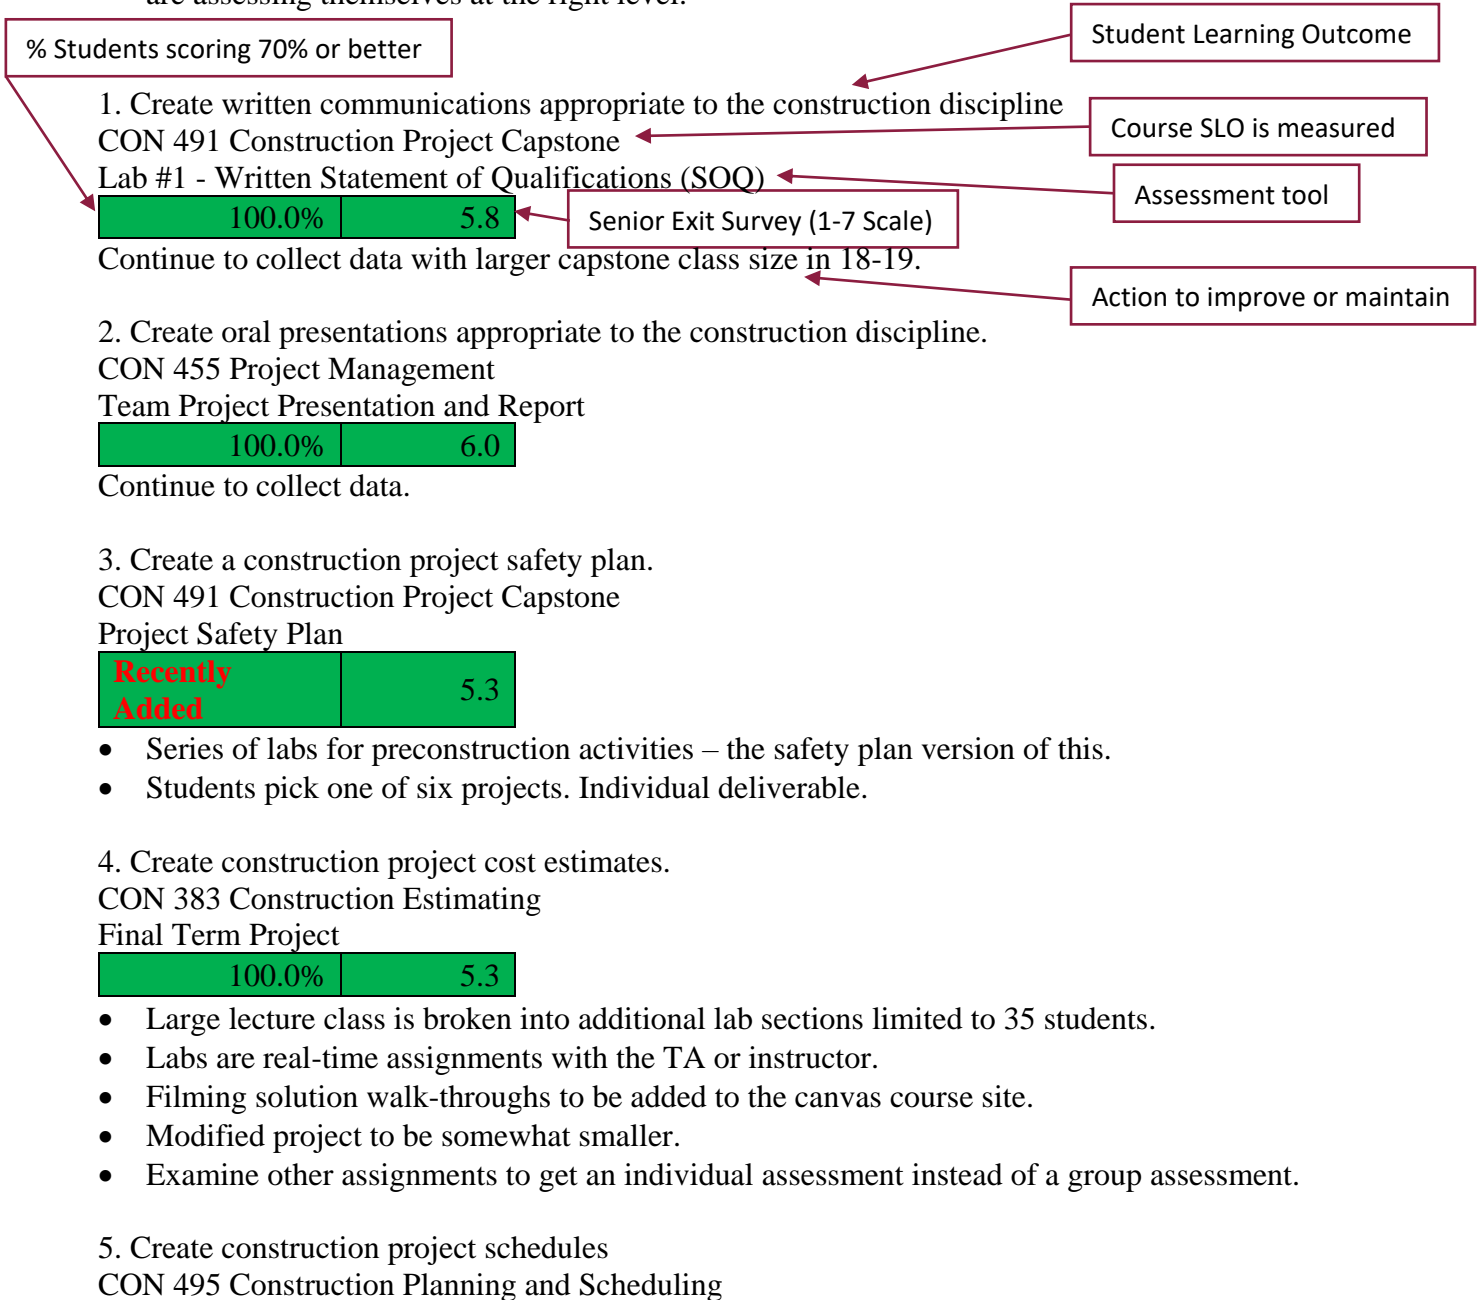 are assessing themselves at the right level.
% Students scoring 70% or better
Student Learning Outcome
1. Create written communications appropriate to the construction discipline
CON 491 Construction Project Capstone
Course SLO is measured
Lab #1 - Written Statement of Qualifications (SOQ)
Assessment tool
100.0% 5.8
Senior Exit Survey (1-7 Scale)
Continue to collect data with larger capstone class size in 18-19.
Action to improve or maintain
2. Create oral presentations appropriate to the construction discipline.
CON 455 Project Management
Team Project Presentation and Report
100.0% 6.0
Continue to collect data.
3. Create a construction project safety plan.
CON 491 Construction Project Capstone
Project Safety Plan
Recently
Added
5.3
• Series of labs for preconstruction activities – the safety plan version of this.
• Students pick one of six projects. Individual deliverable.
4. Create construction project cost estimates.
CON 383 Construction Estimating
Final Term Project
100.0% 5.3
• Large lecture class is broken into additional lab sections limited to 35 students.
• Labs are real-time assignments with the TA or instructor.
• Filming solution walk-throughs to be added to the canvas course site.
• Modified project to be somewhat smaller.
• Examine other assignments to get an individual assessment instead of a group assessment.
5. Create construction project schedules
CON 495 Construction Planning and Scheduling